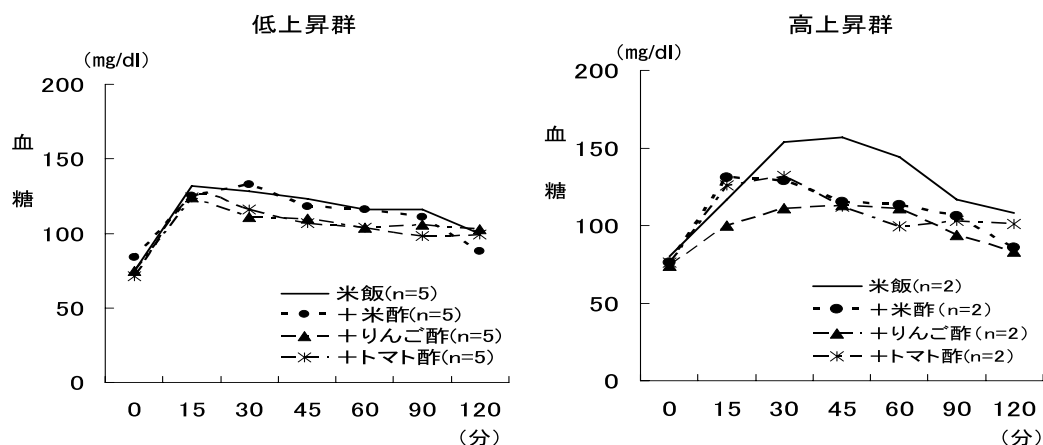 低上昇群
(mg/dl)
200
150
100
50
0
血
糖
米飯(n=5)
+米酢(n=5)
+りんご酢(n=5)
+トマト酢(n=5)
0 15 30 45 60 90 120
(分)
高上昇群
(mg/dl)
200
150
100
50
0
血
糖
米飯(n=2)
+米酢(n=2)
+りんご酢(n=2)
+トマト酢(n=2)
0 15 30 45 60 90 120
(分)